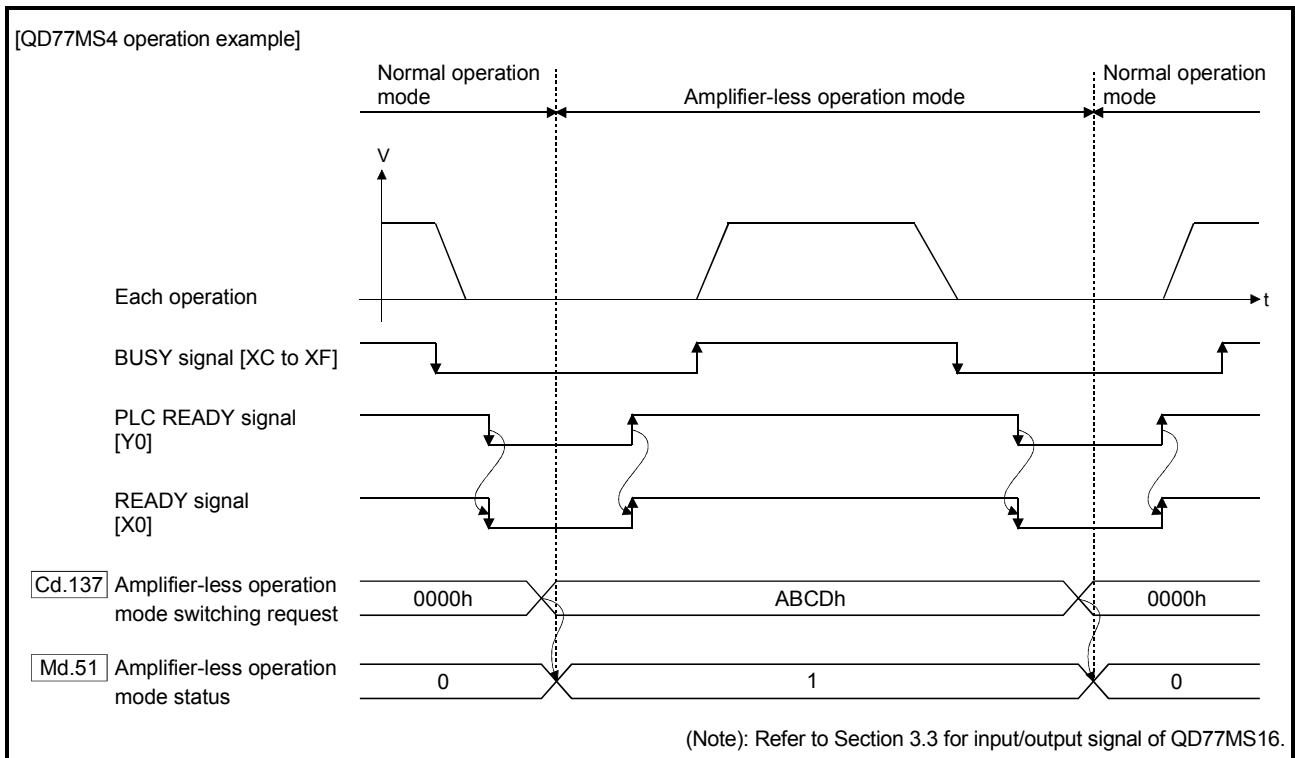 [QD77MS4 operation example]
Normal operation
mode
Amplifier-less operation mode
Normal operation
mode
V
Each operation
t
BUSY signal [XC to XF]
PLC READY signal
[Y0]
READY signal
[X0]
Cd.137 Amplifier-less operation
mode switching request
0000h
ABCDh
0000h
Md.51 Amplifier-less operation
mode status
0
1
0
(Note): Refer to Section 3.3 for input/output signal of QD77MS16.